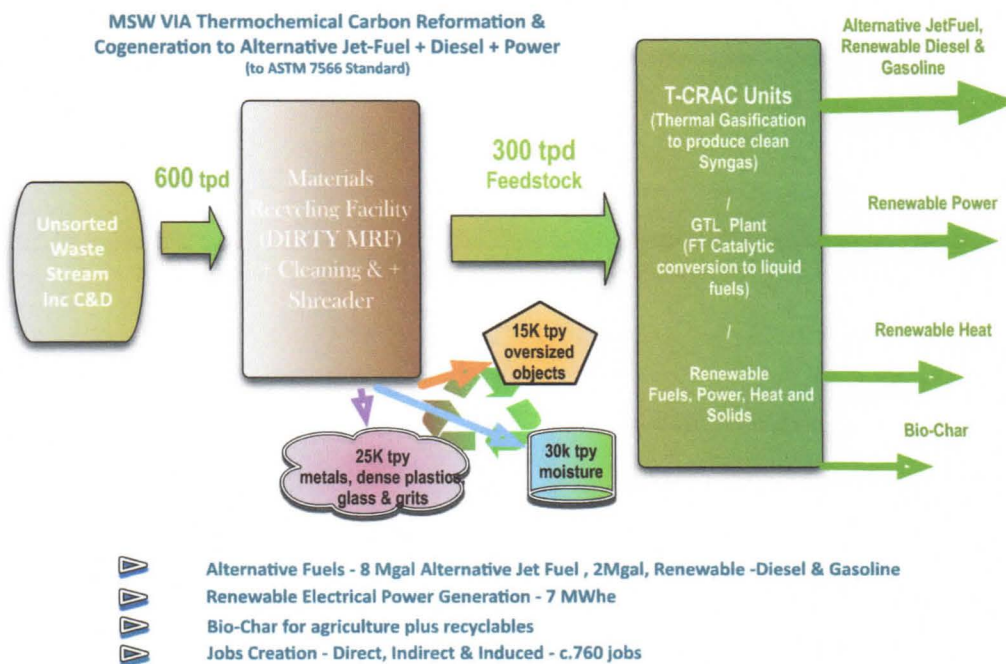 MSW VIA Thermochemical Carbon Reformation &
Cogeneration to Alternative Jet-Fuel + Diesel + Power
(to ASTM 7566 Standard)
Alternative JetFuel,
Renewable Diesel &
Gasoline
Unsorted
Waste
Stream
Inc C&D
600 tpd
Materials
Recycling Facility
(DIRTY MRF)
+ Cleaning & +
Shreader
300 tpd
Feedstock
T-CRAC Units
(Thermal Gasification
to produce clean
Syngas)
/
GTL Plant
(FT Catalytic
conversion to liquid
fuels)
/
Renewable
Fuels, Power, Heat and
Solids
Renewable Power
Renewable Heat
Bio-Char
15K tpy
oversized
objects
25K tpy
metals, dense plastics
glass & grits
30k tpy
moisture
Alternative Fuels - 8 Mgal Alternative Jet Fuel , 2Mgal, Renewable -Diesel & Gasoline
Renewable Electrical Power Generation - 7 MWhe
Bio-Char for agriculture plus recyclables
Jobs Creation - Direct, Indirect & Induced - c.760 jobs